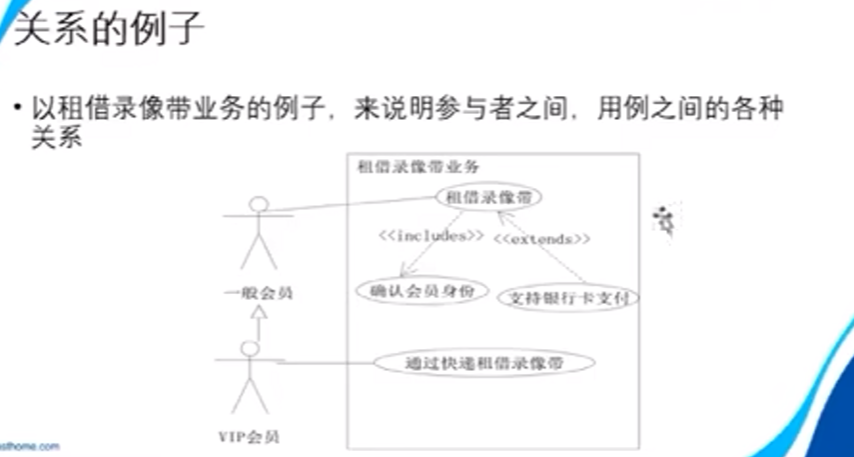 关系的例子
• 以租借录像带业务的例子，来说明参与者之间，用例之间的各种
关系
租借录像带业务
租借录像带
<<includes>> <<extends>>
一般会员
确认会员身份
支持银行卡支付
通过快递租借录像带
VIP会员
sthome.com